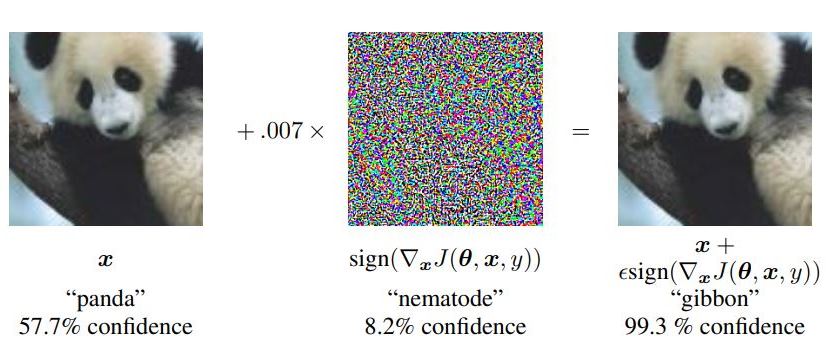 + .007 ×
=
x
“panda”
57.7% confidence
sign(∇ₓJ(θ, x, y))
“nematode”
8.2% confidence
x +
ϵsign(∇ₓJ(θ, x, y))
“gibbon”
99.3 % confidence